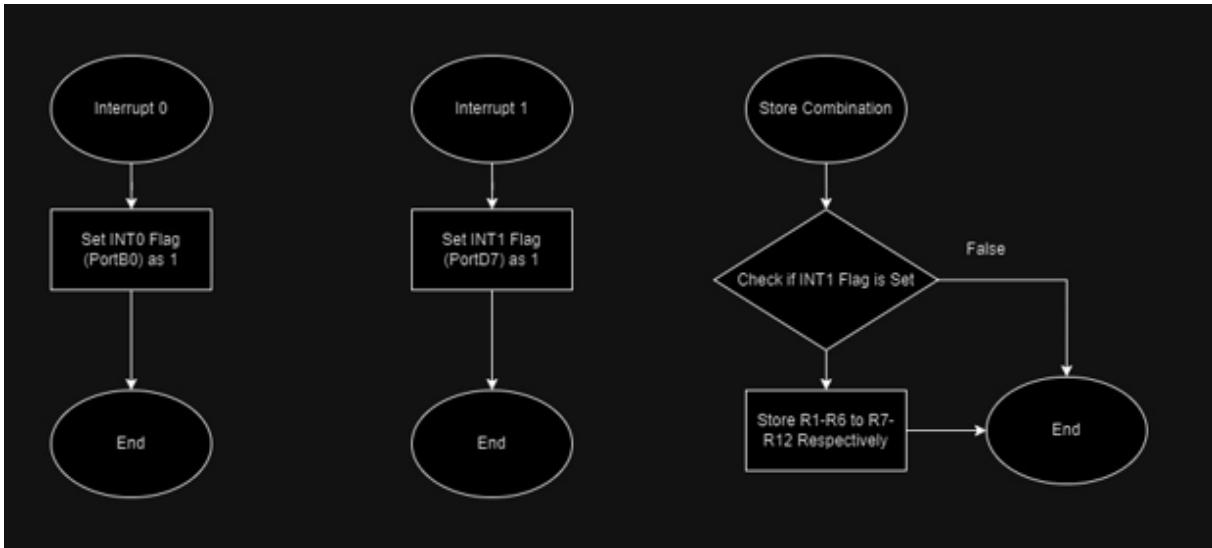 Interrupt 0
Set INT0 Flag
(PortB0) as 1
End
Interrupt 1
Set INT1 Flag
(PortD7) as 1
End
Store Combination
Check if INT1 Flag is Set
False
Store R1-R6 to R7-
R12 Respectively
End